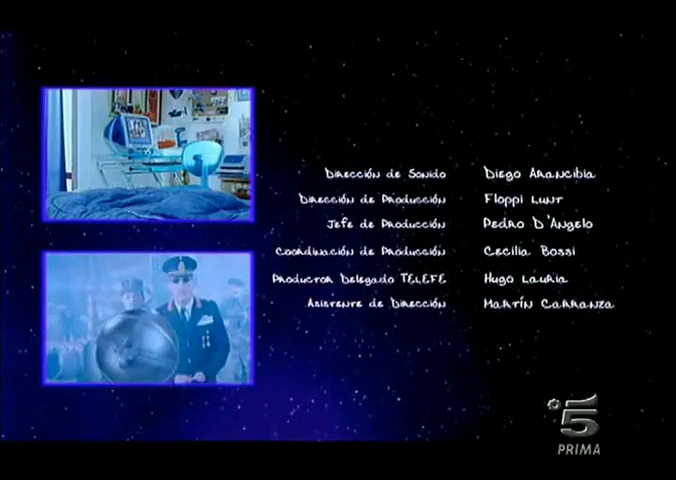 Dirección de Sonido Diego Arancibia
Dirección de Producción Floppi Lunt
Jefe de Producción Pedro D'Angelo
Coordinación de Producción Cecilia Bossi
Productor Delegado TELEFE Hugo Lauria
Asistente de Dirección Martín Carranza
5
PRIMA